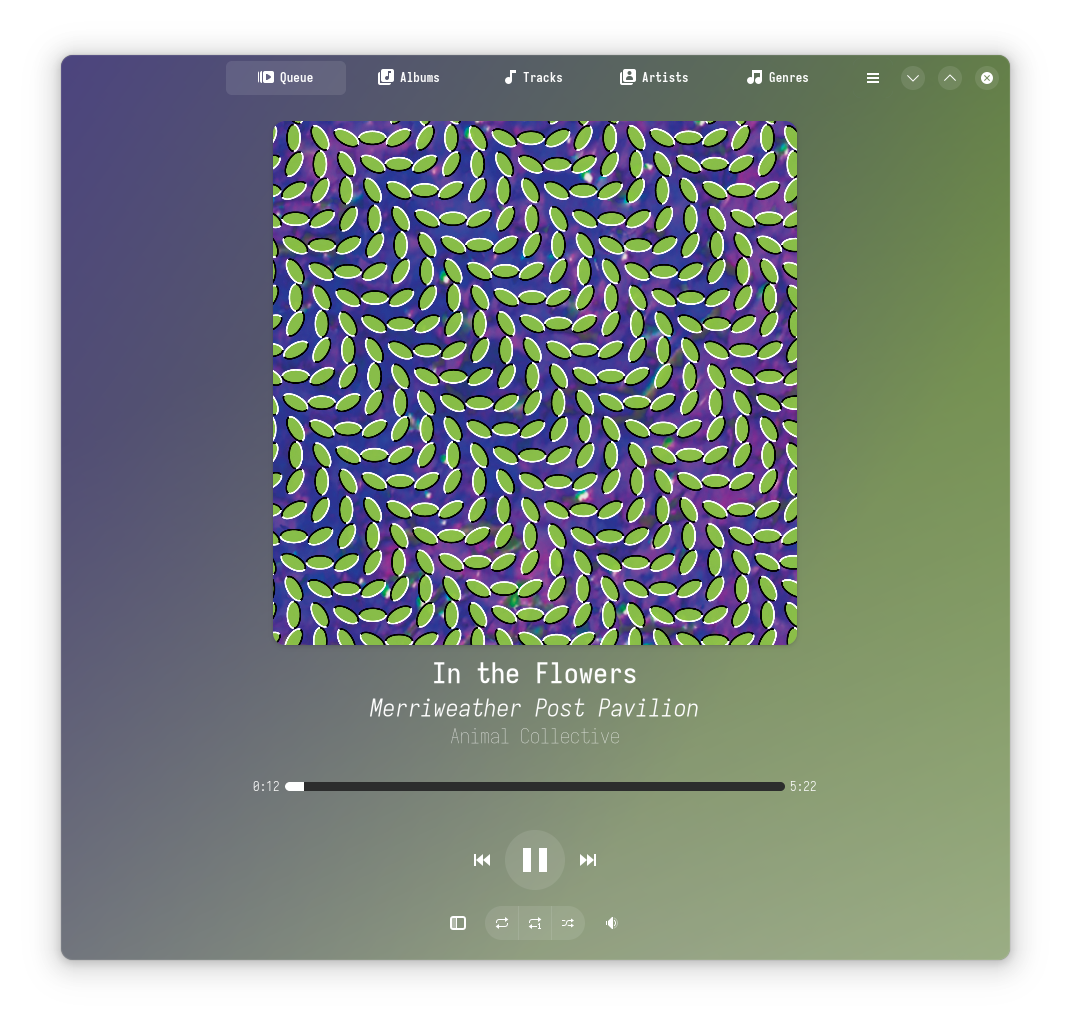 Queue Albums Tracks Artists Genres
In the Flowers
Merriweather Post Pavilion
Animal Collective
0:12 5:22